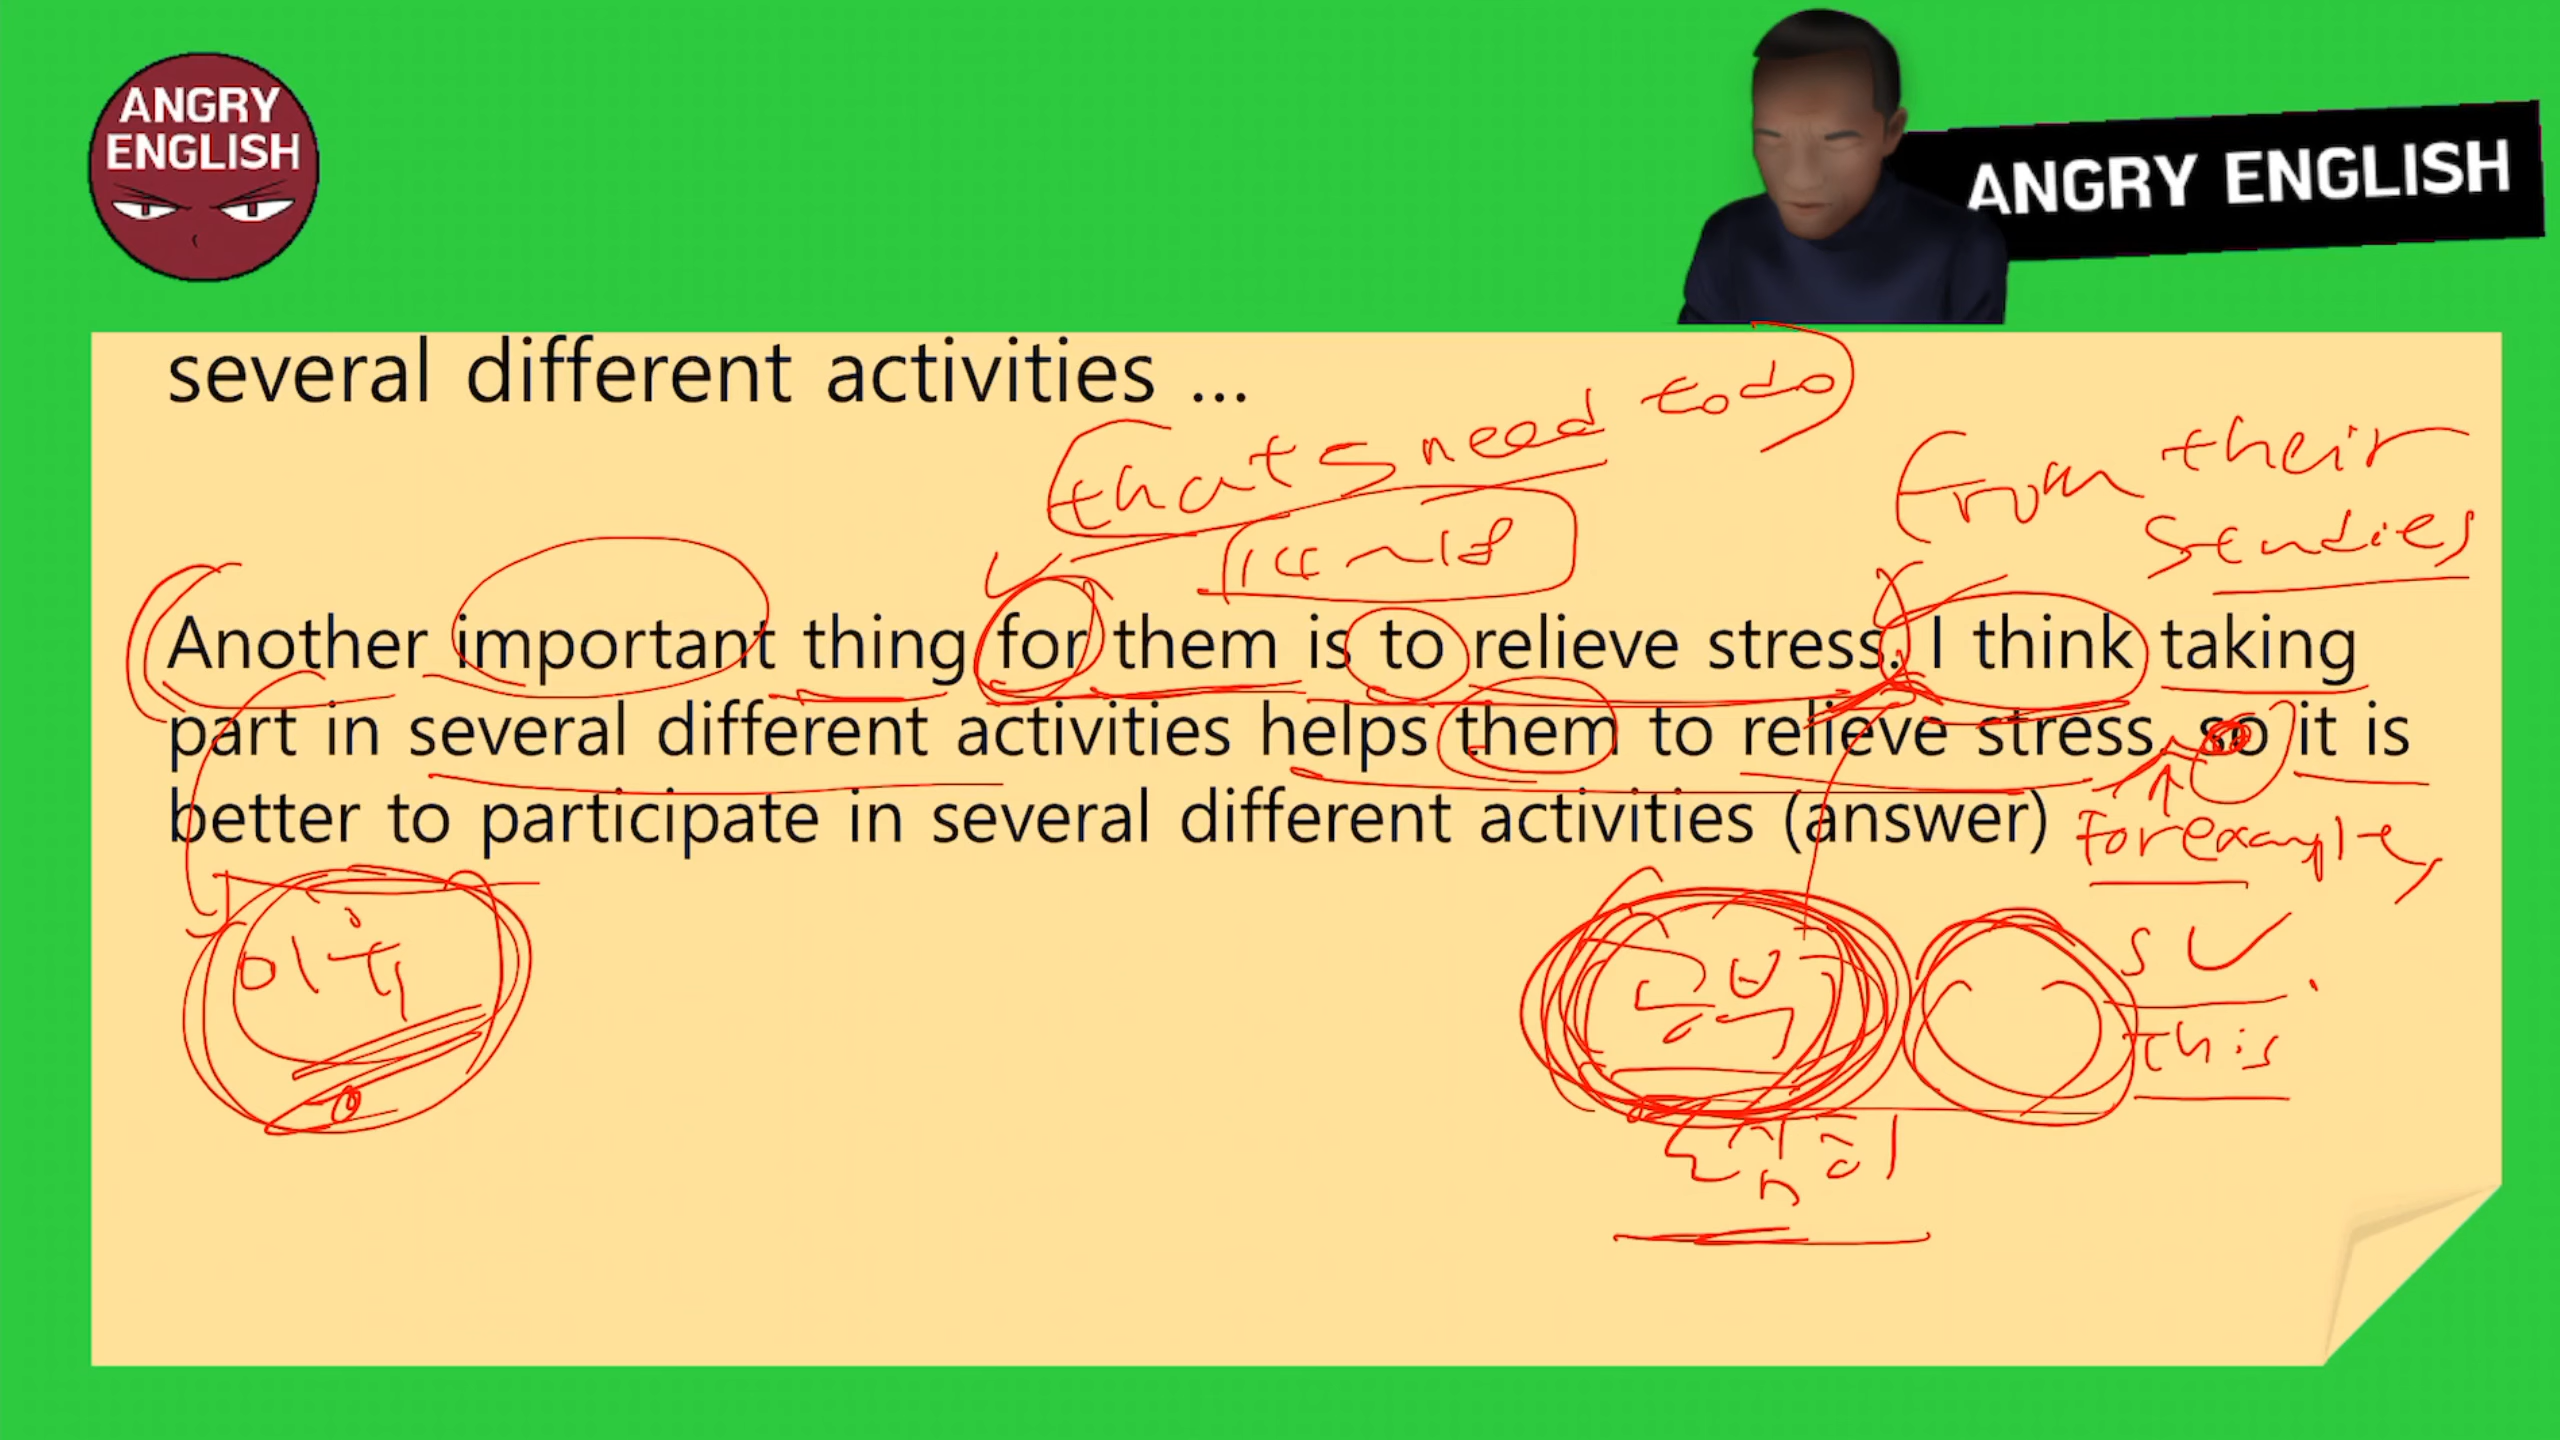 ANGRY
ENGLISH
ANGRY ENGLISH
several different activities ...
that S need to do
from their
studies
14~18
Another important thing for them is to relieve stress. I think taking
part in several different activities helps them to relieve stress, so it is
better to participate in several different activities (answer)
For example,
S V
this